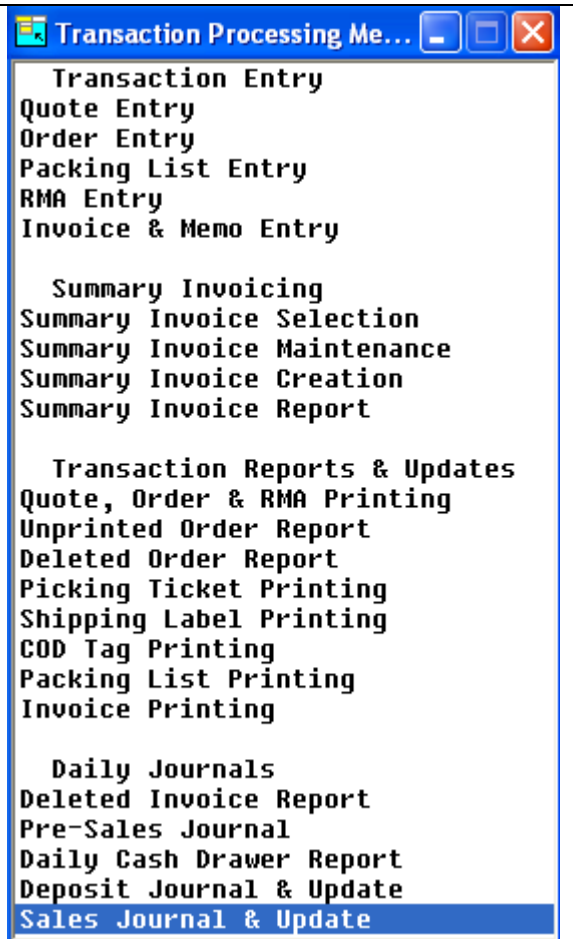 Transaction Processing Me...
Transaction Entry
Quote Entry
Order Entry
Packing List Entry
RMA Entry
Invoice & Memo Entry
Summary Invoicing
Summary Invoice Selection
Summary Invoice Maintenance
Summary Invoice Creation
Summary Invoice Report
Transaction Reports & Updates
Quote, Order & RMA Printing
Unprinted Order Report
Deleted Order Report
Picking Ticket Printing
Shipping Label Printing
COD Tag Printing
Packing List Printing
Invoice Printing
Daily Journals
Deleted Invoice Report
Pre-Sales Journal
Daily Cash Drawer Report
Deposit Journal & Update
Sales Journal & Update